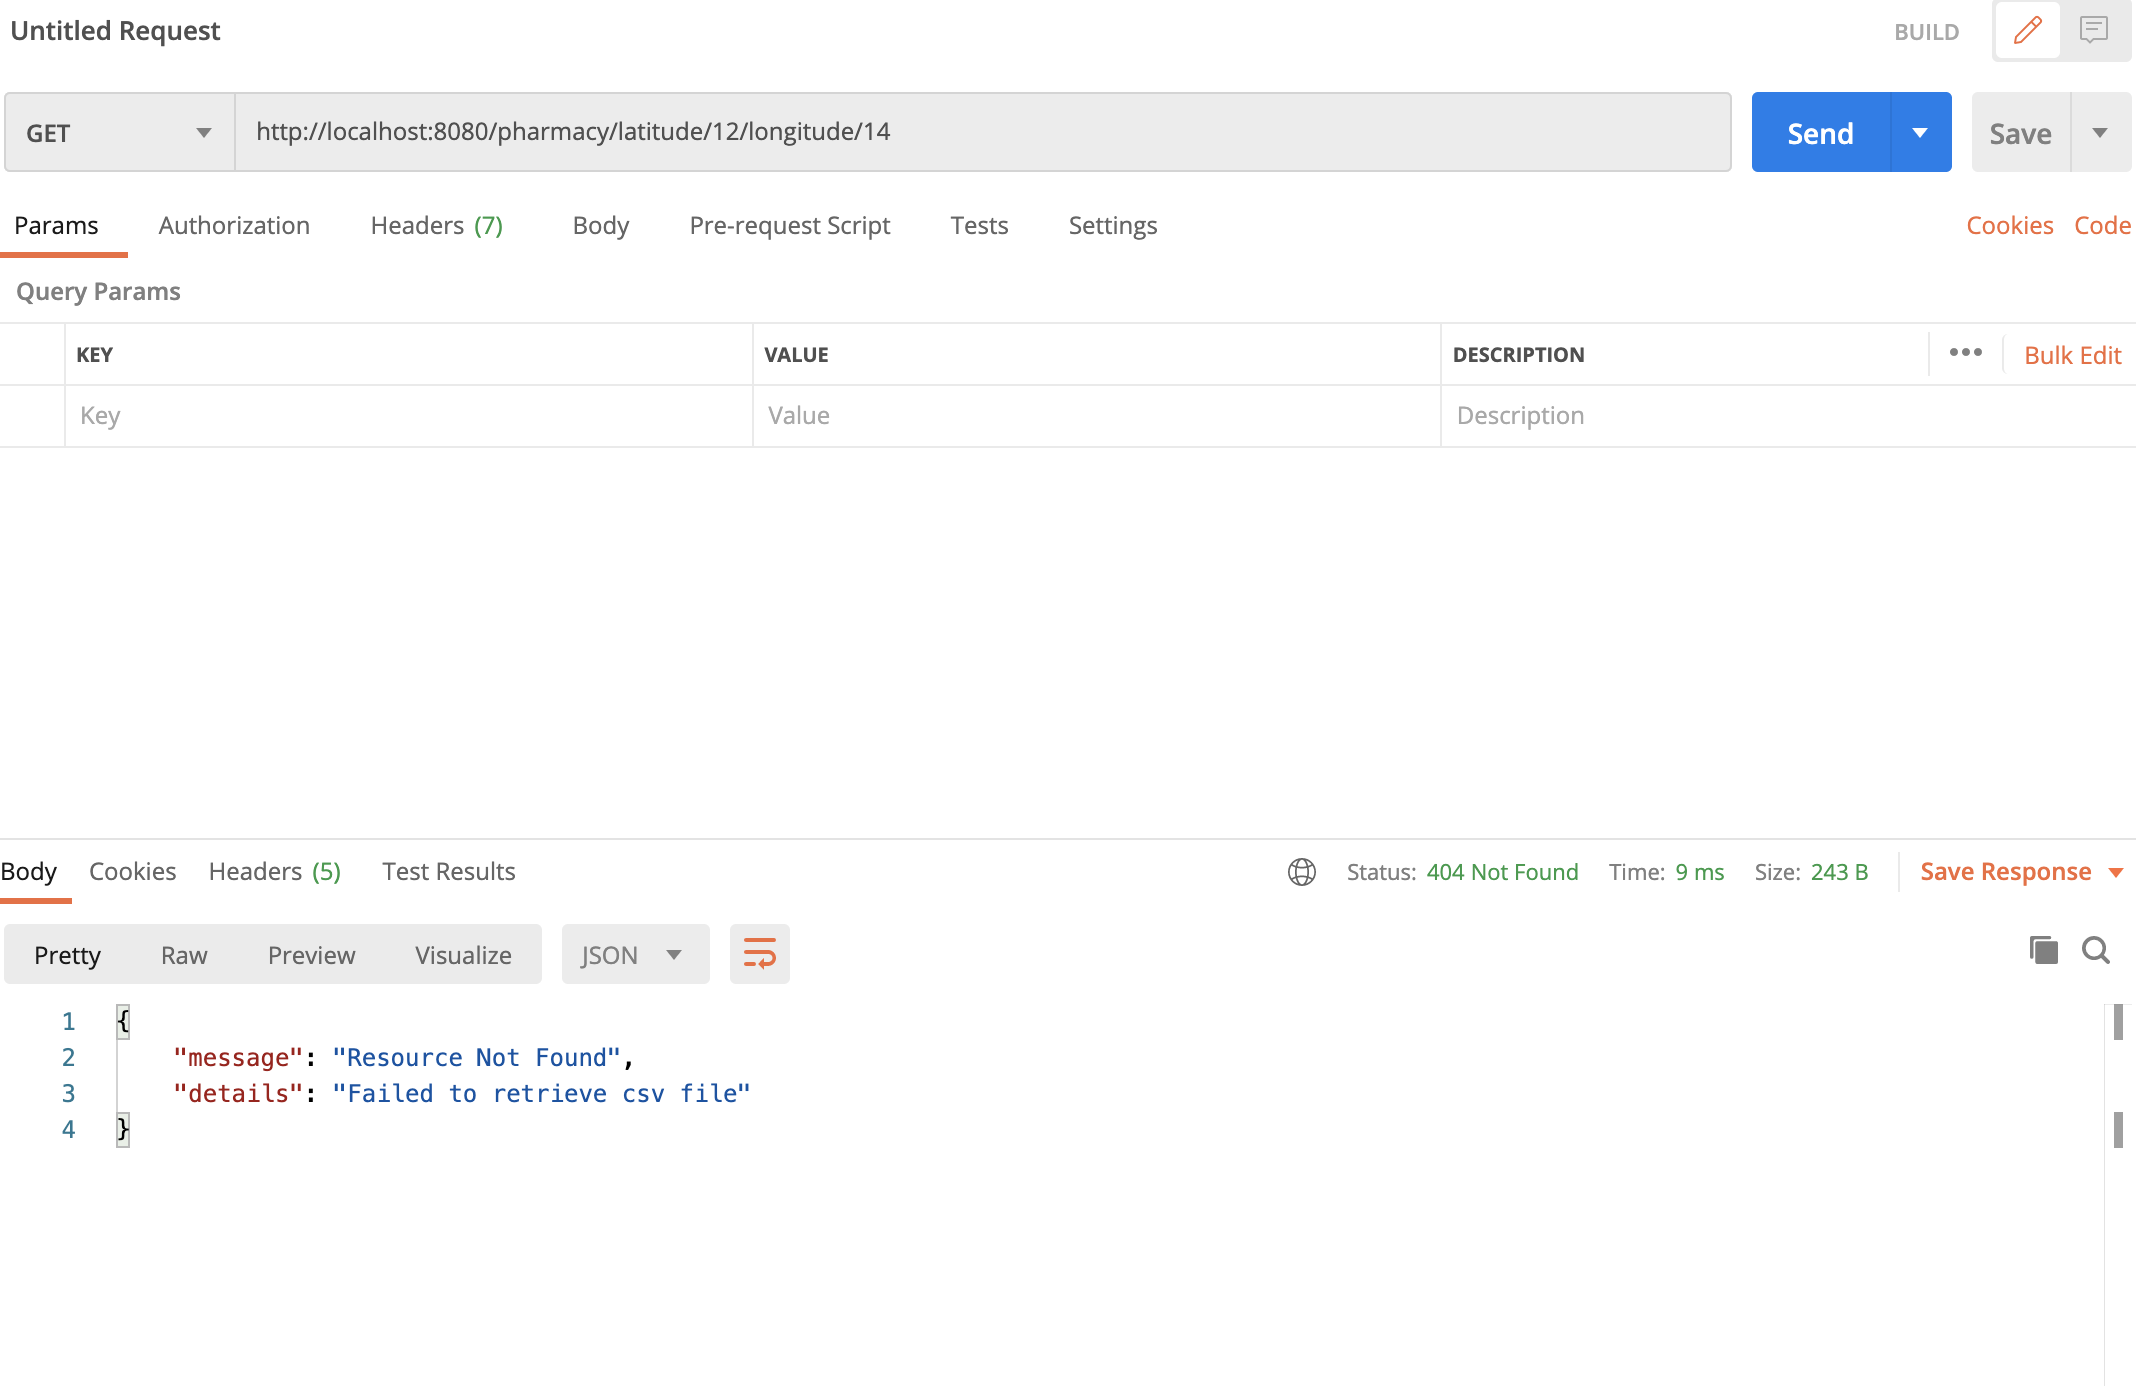 Untitled Request
BUILD
GET
http://localhost:8080/pharmacy/latitude/12/longitude/14
Send
Save
Params Authorization Headers (7) Body Pre-request Script Tests Settings Cookies Code
Query Params
KEY VALUE DESCRIPTION ••• Bulk Edit
Key Value Description
Body Cookies Headers (5) Test Results Status: 404 Not Found Time: 9 ms Size: 243 B Save Response
Pretty Raw Preview Visualize JSON
1 {
2 "message": "Resource Not Found",
3 "details": "Failed to retrieve csv file"
4 }